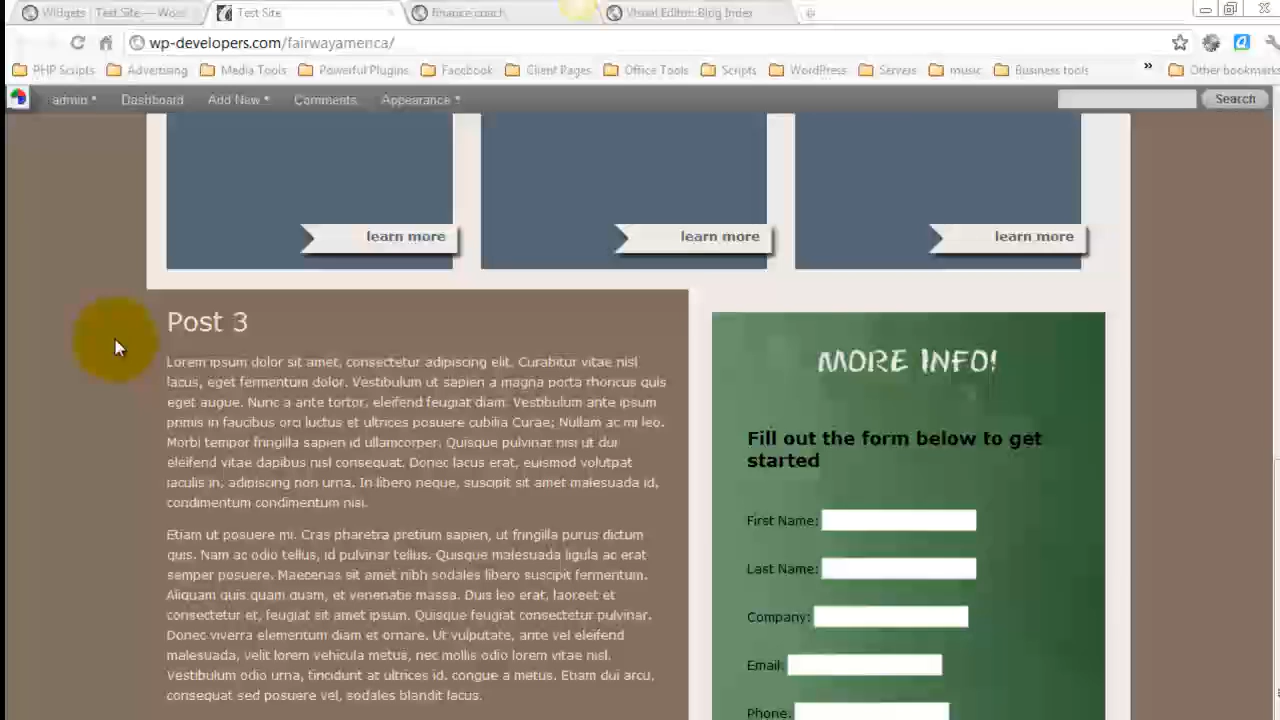 Widgets | Test Site — Woo
Test Site
finance coach
Visual Editor: Blog Index
wp-developers.com/fairwayamerica/
PHP Scripts
Advertising
Media Tools
Powerful Plugins
Facebook
Client Pages
Office Tools
Scripts
WordPress
Servers
music
Business tools
»
Other bookmarks
admin
Dashboard
Add New
Comments
Appearance
Search
learn more
learn more
learn more
Post 3
Lorem ipsum dolor sit amet, consectetur adipiscing elit. Curabitur vitae nisl
lacus, eget fermentum dolor. Vestibulum ut sapien a magna porta rhoncus quis
eget augue. Nunc a ante tortor, eleifend feugiat diam. Vestibulum ante ipsum
primis in faucibus orci luctus et ultrices posuere cubilia Curae; Nullam ac mi leo.
Morbi tempor fringilla sapien id ullamcorper. Quisque pulvinar nisi ut dui
eleifend vitae dapibus nisl consequat. Donec lacus erat, euismod volutpat
iaculis in, adipiscing non urna. In libero neque, suscipit sit amet malesuada id,
condimentum condimentum nisi.
Etiam ut posuere mi. Cras pharetra pretium sapien, ut fringilla purus dictum
quis. Nam ac odio tellus, id pulvinar tellus. Quisque malesuada ligula ac erat
semper posuere. Maecenas sit amet nibh sodales libero suscipit fermentum.
Aliquam quis quam quam, et venenatis massa. Duis leo erat, laoreet et
consectetur et, feugiat sit amet ipsum. Quisque feugiat consectetur pulvinar.
Donec viverra elementum diam et ornare. Ut vulputate, ante vel eleifend
malesuada, velit lorem vehicula metus, nec mollis odio lorem vitae nisl.
Vestibulum odio urna, tincidunt at ultrices id, congue a metus. Etiam dui arcu,
consequat sed posuere vel, sodales blandit lacus.
MORE INFO!
Fill out the form below to get
started
First Name:
Last Name:
Company:
Email:
Phone: